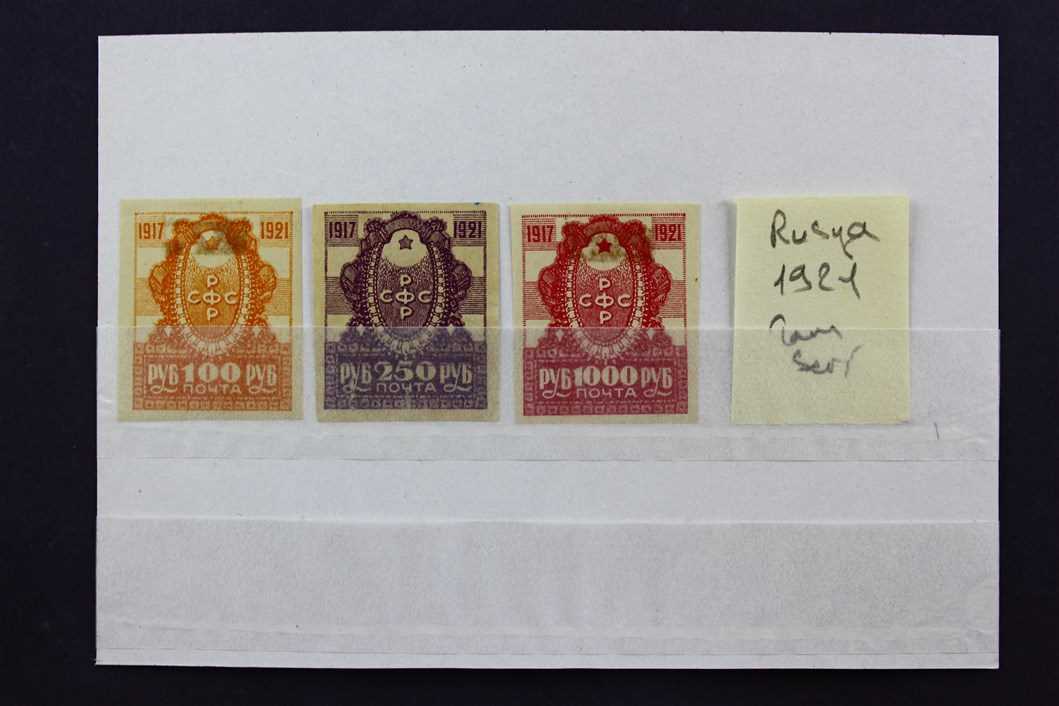 1917 1921
Р
С Ф С
Р
РУБ 100 РУБ
ПОЧТА
1917 1921
Р
С Ф С
Р
РУБ 250 РУБ
ПОЧТА
1917 1921
Р
С Ф С
Р
РУБ 1000 РУБ
ПОЧТА
Rusya
1921
Tam
Seri